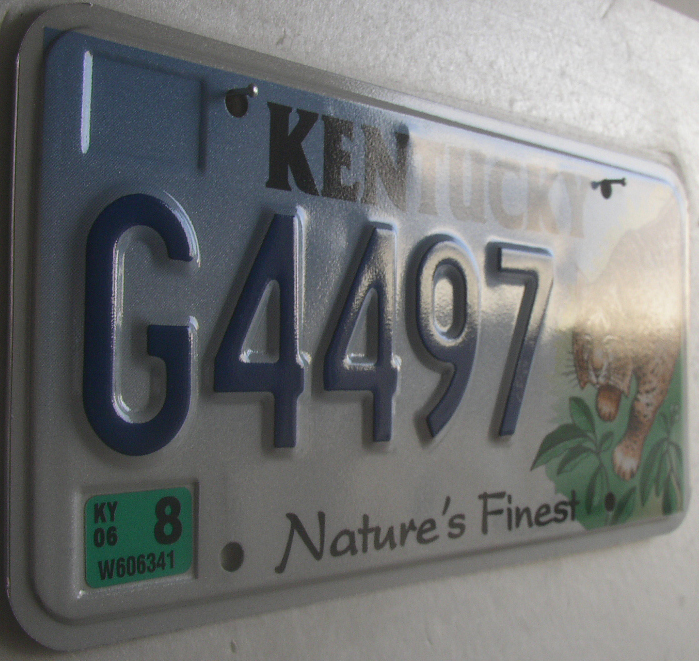 KENTUCKY
G4497
KY 8
06
W606341
Nature's Finest